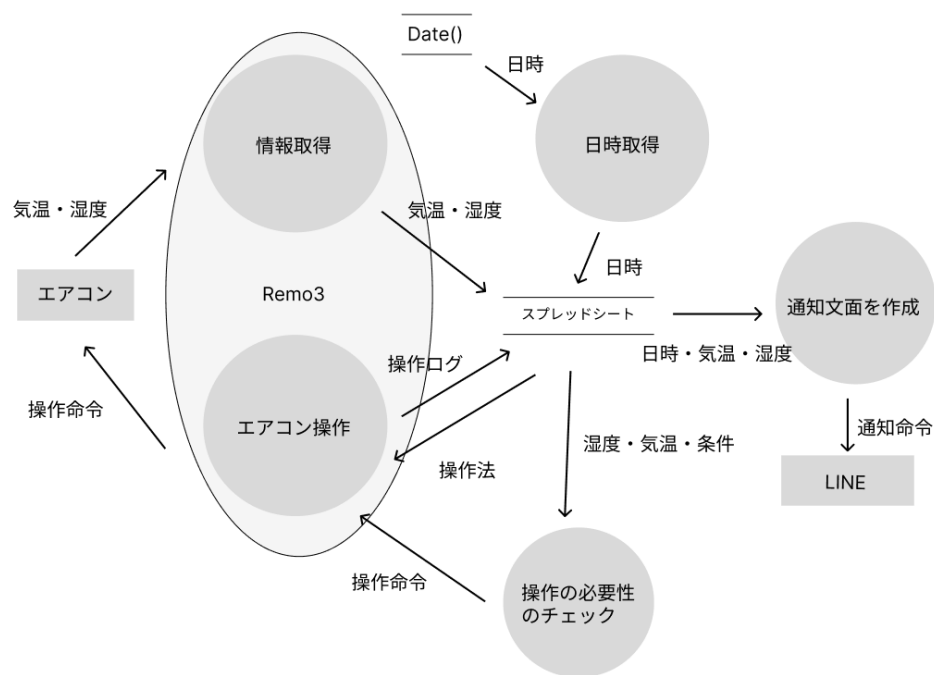 Date()
日時
情報取得
日時取得
気温・湿度
気温・湿度
日時
エアコン
Remo3
スプレッドシート
通知文面を作成
日時・気温・湿度
操作ログ
操作命令
エアコン操作
通知命令
湿度・気温・条件
操作法
LINE
操作命令
操作の必要性
のチェック